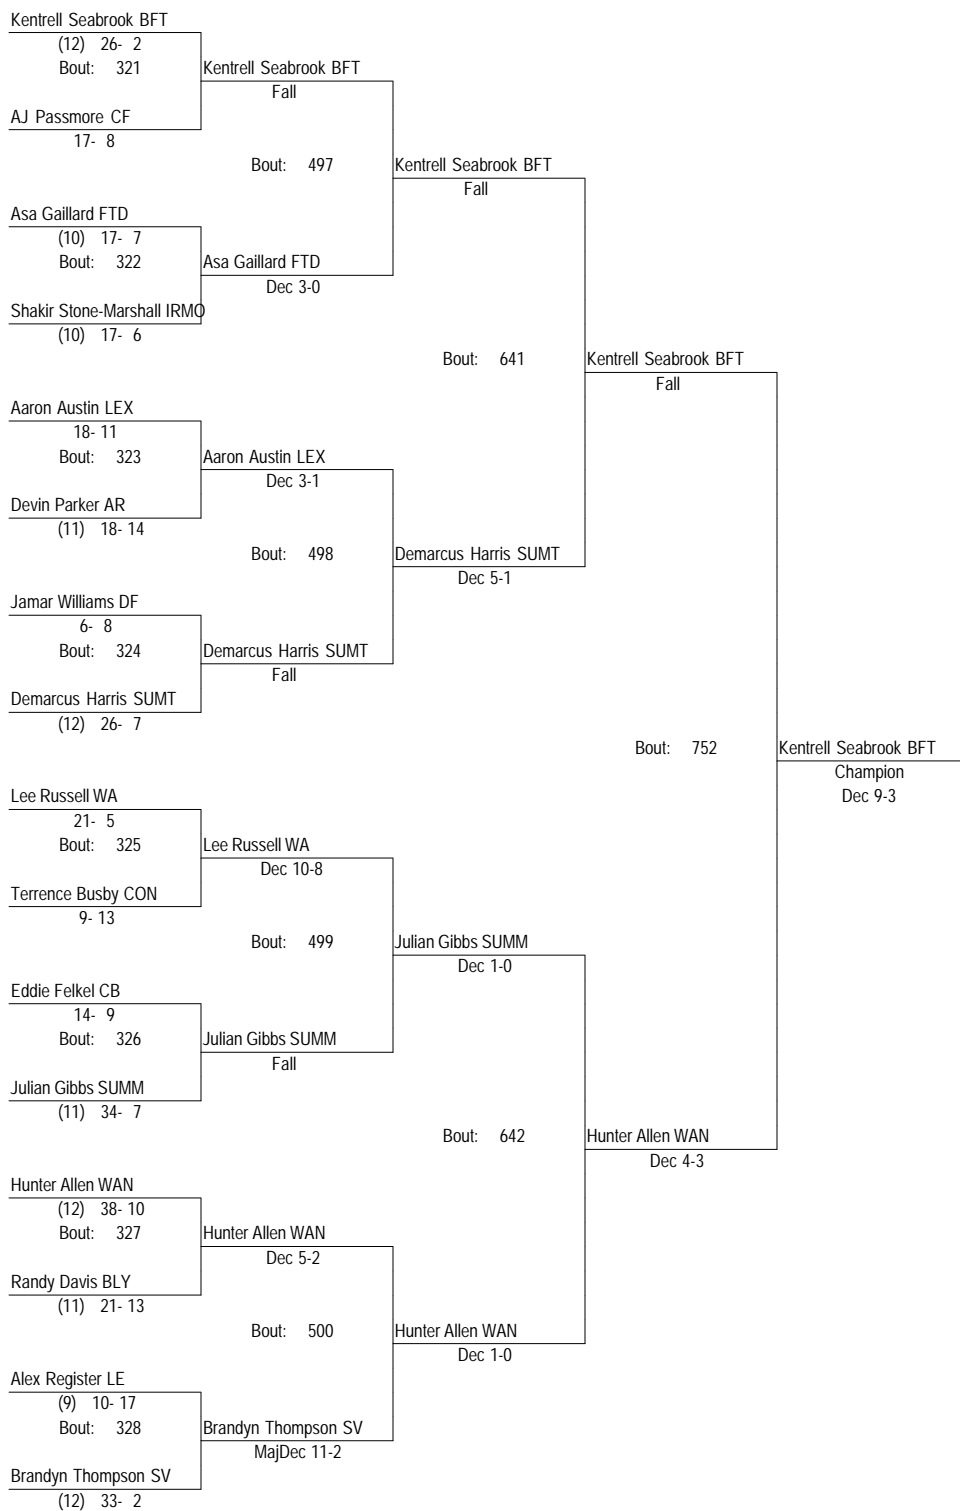 Kentrell Seabrook BFT
(12) 26- 2
Bout: 321
Kentrell Seabrook BFT
Fall
AJ Passmore CF
17- 8
Bout: 497
Kentrell Seabrook BFT
Fall
Asa Gaillard FTD
(10) 17- 7
Bout: 322
Asa Gaillard FTD
Dec 3-0
Shakir Stone-Marshall IRMO
(10) 17- 6
Bout: 641
Kentrell Seabrook BFT
Fall
Aaron Austin LEX
18- 11
Bout: 323
Aaron Austin LEX
Dec 3-1
Devin Parker AR
(11) 18- 14
Bout: 498
Demarcus Harris SUMT
Dec 5-1
Jamar Williams DF
6- 8
Bout: 324
Demarcus Harris SUMT
Fall
Demarcus Harris SUMT
(12) 26- 7
Bout: 752
Kentrell Seabrook BFT
Champion
Dec 9-3
Lee Russell WA
21- 5
Bout: 325
Lee Russell WA
Dec 10-8
Terrence Busby CON
9- 13
Bout: 499
Julian Gibbs SUMM
Dec 1-0
Eddie Felkel CB
14- 9
Bout: 326
Julian Gibbs SUMM
Fall
Julian Gibbs SUMM
(11) 34- 7
Bout: 642
Hunter Allen WAN
Dec 4-3
Hunter Allen WAN
(12) 38- 10
Bout: 327
Hunter Allen WAN
Dec 5-2
Randy Davis BLY
(11) 21- 13
Bout: 500
Hunter Allen WAN
Dec 1-0
Alex Register LE
(9) 10- 17
Bout: 328
Brandyn Thompson SV
MajDec 11-2
Brandyn Thompson SV
(12) 33- 2